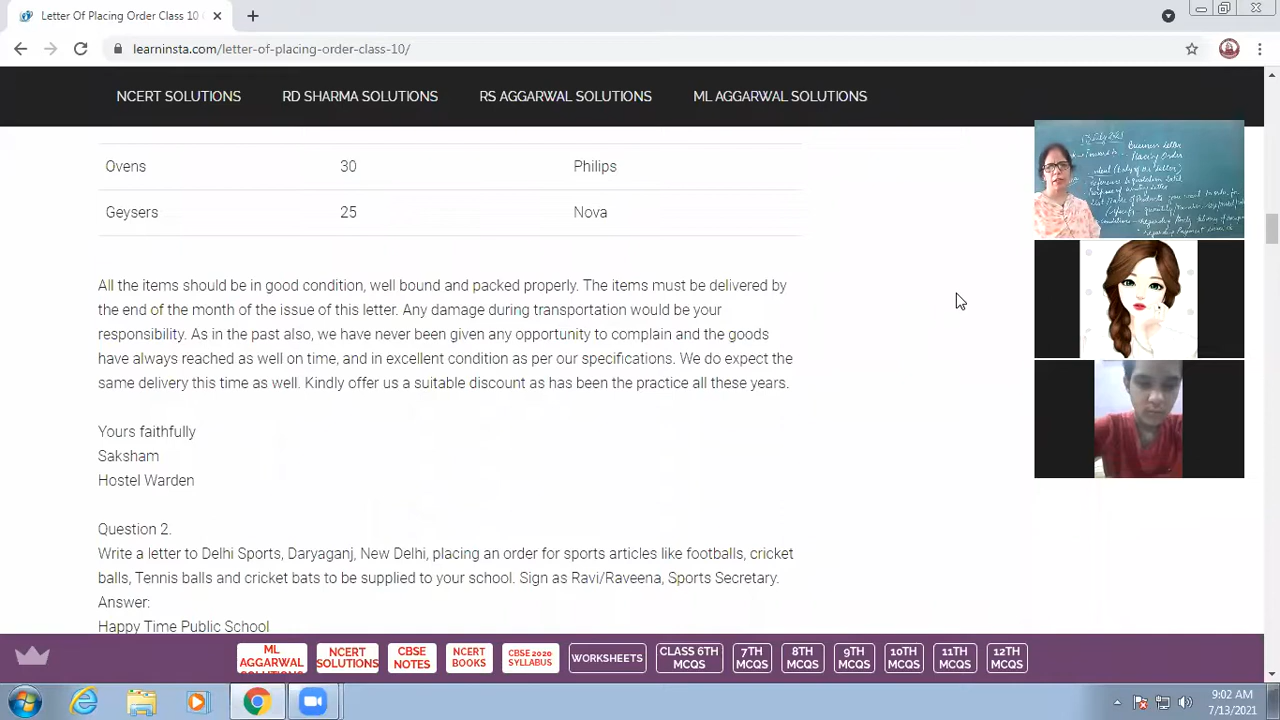 Letter Of Placing Order Class 10
learninsta.com/letter-of-placing-order-class-10/
NCERT SOLUTIONS RD SHARMA SOLUTIONS RS AGGARWAL SOLUTIONS ML AGGARWAL SOLUTIONS
Ovens 30 Philips
Geysers 25 Nova
All the items should be in good condition, well bound and packed properly. The items must be delivered by
the end of the month of the issue of this letter. Any damage during transportation would be your
responsibility. As in the past also, we have never been given any opportunity to complain and the goods
have always reached as well on time, and in excellent condition as per our specifications. We do expect the
same delivery this time as well. Kindly offer us a suitable discount as has been the practice all these years.
Yours faithfully
Saksham
Hostel Warden
Question 2.
Write a letter to Delhi Sports, Daryaganj, New Delhi, placing an order for sports articles like footballs, cricket
balls, Tennis balls and cricket bats to be supplied to your school. Sign as Ravi/Raveena, Sports Secretary.
Answer:
Happy Time Public School
Business Letter
Placing Order
ML AGGARWAL SOLUTIONS
NCERT SOLUTIONS
CBSE NOTES
NCERT BOOKS
CBSE 2020 SYLLABUS
WORKSHEETS
CLASS 6TH MCQS
7TH MCQS
8TH MCQS
9TH MCQS
10TH MCQS
11TH MCQS
12TH MCQS
9:02 AM
7/13/2021